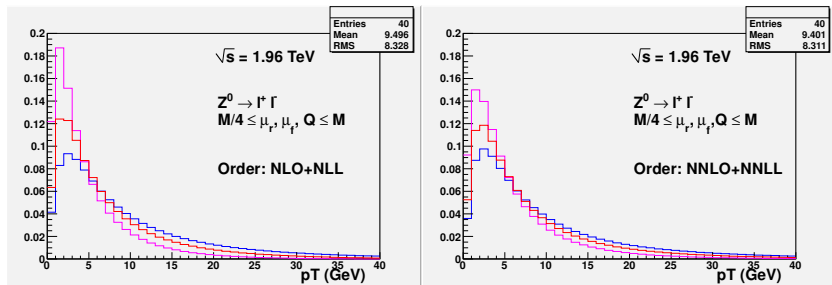 Entries 40
Mean 9.496
RMS 8.328
0.2
0.18
0.16
0.14
0.12
0.1
0.08
0.06
0.04
0.02
0
√s = 1.96 TeV
Z⁰ → l⁺ l⁻
M/4 ≤ μ_r, μ_f, Q ≤ M
Order: NLO+NLL
0 5 10 15 20 25 30 35 40
pT (GeV)
Entries 40
Mean 9.401
RMS 8.311
0.2
0.18
0.16
0.14
0.12
0.1
0.08
0.06
0.04
0.02
0
√s = 1.96 TeV
Z⁰ → l⁺ l⁻
M/4 ≤ μ_r, μ_f,Q ≤ M
Order: NNLO+NNLL
0 5 10 15 20 25 30 35 40
pT (GeV)